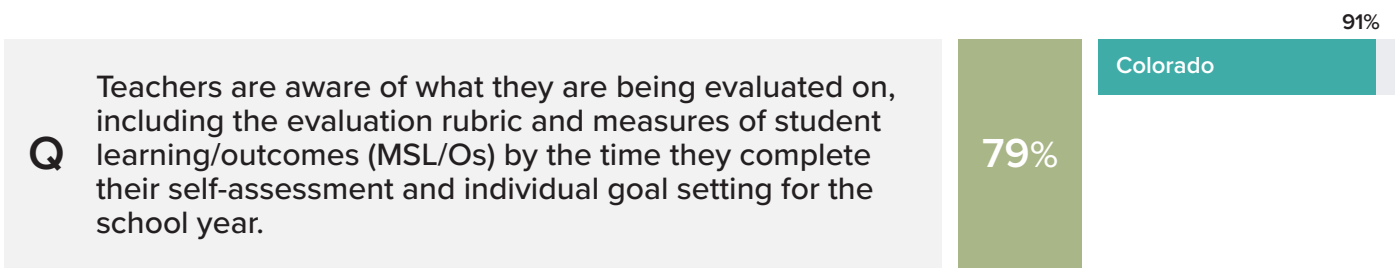 91%
Q
Teachers are aware of what they are being evaluated on,
including the evaluation rubric and measures of student
learning/outcomes (MSL/Os) by the time they complete
their self-assessment and individual goal setting for the
school year.
79%
Colorado